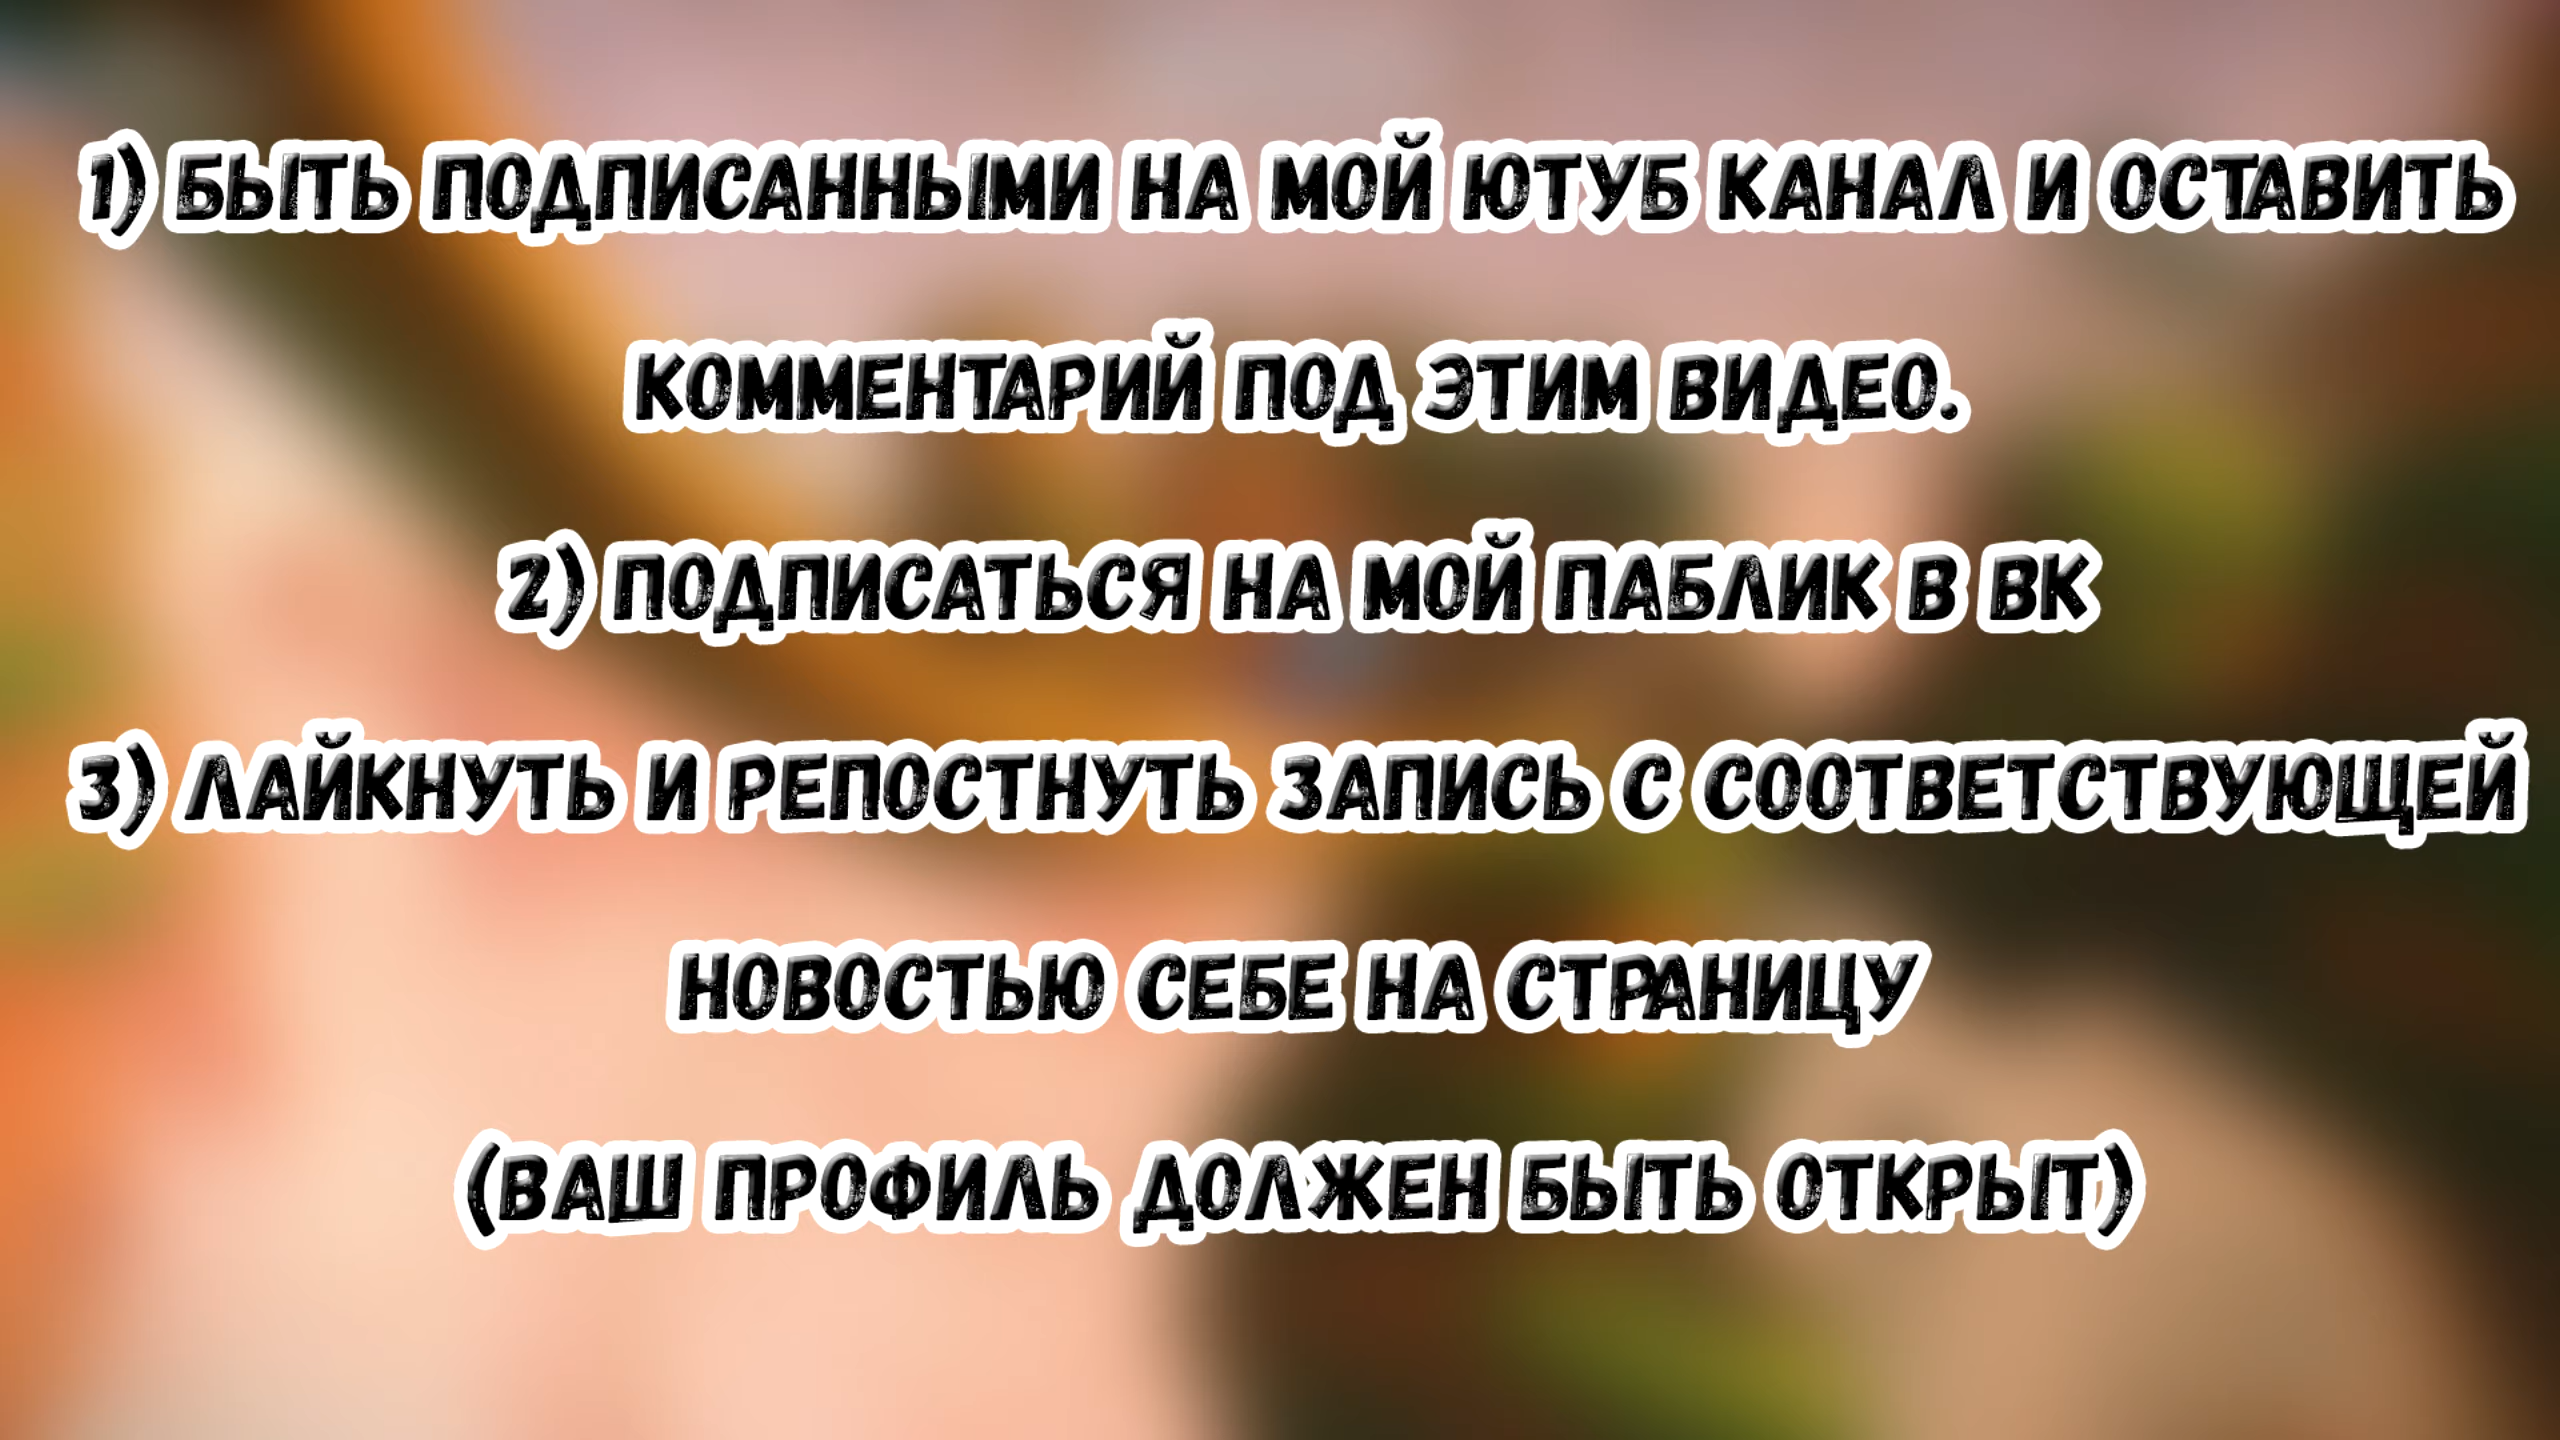 1) БЫТЬ ПОДПИСАННЫМИ НА МОЙ ЮТУБ КАНАЛ И ОСТАВИТЬ
КОММЕНТАРИЙ ПОД ЭТИМ ВИДЕО.
2) ПОДПИСАТЬСЯ НА МОЙ ПАБЛИК В ВК
3) ЛАЙКНУТЬ И РЕПОСТНУТЬ ЗАПИСЬ С СООТВЕТСТВУЮЩЕЙ
НОВОСТЬЮ СЕБЕ НА СТРАНИЦУ
(ВАШ ПРОФИЛЬ ДОЛЖЕН БЫТЬ ОТКРЫТ)